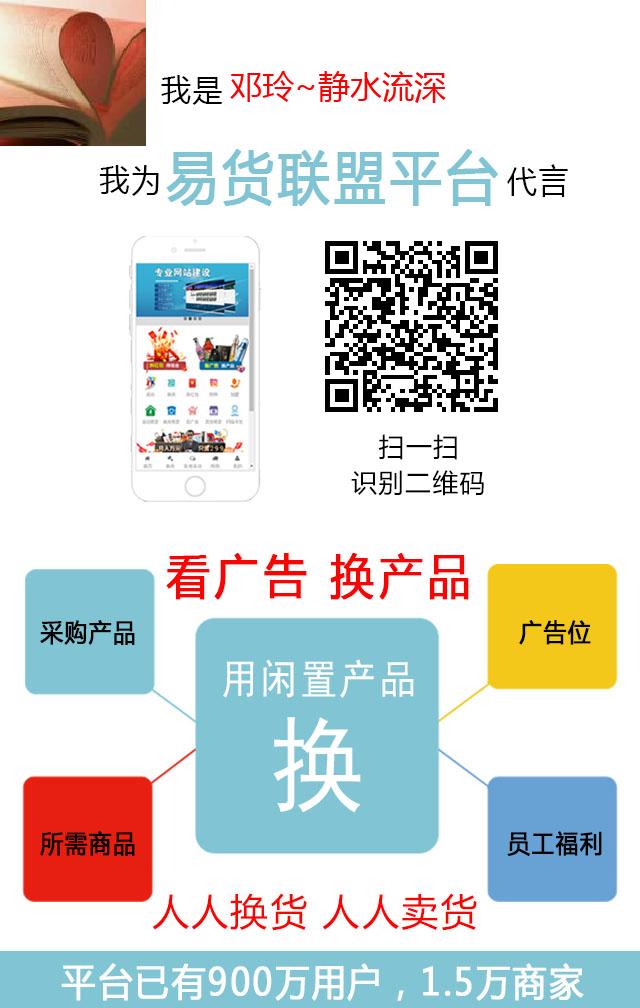 我是 邓玲~静水流深
我为 易货联盟平台 代言
专业网站建设
扫一扫
识别二维码
看广告 换产品
采购产品
广告位
用闲置产品
换
所需商品
员工福利
人人换货 人人卖货
平台已有900万用户，1.5万商家